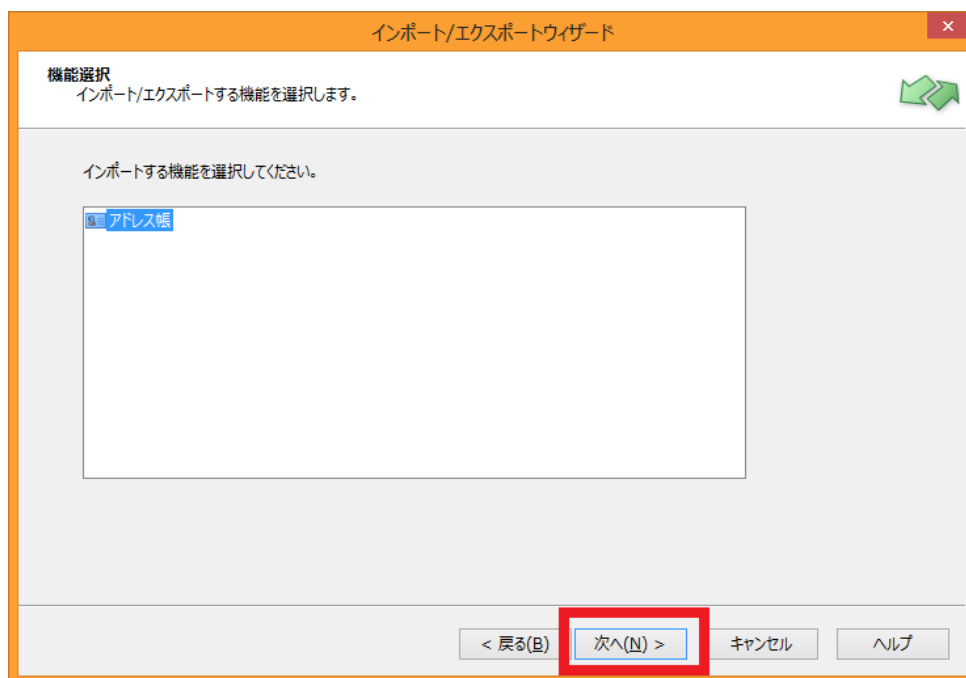 インポート/エクスポートウィザード
機能選択
インポート/エクスポートする機能を選択します。
インポートする機能を選択してください。
アドレス帳
< 戻る(B) 次へ(N) > キャンセル ヘルプ